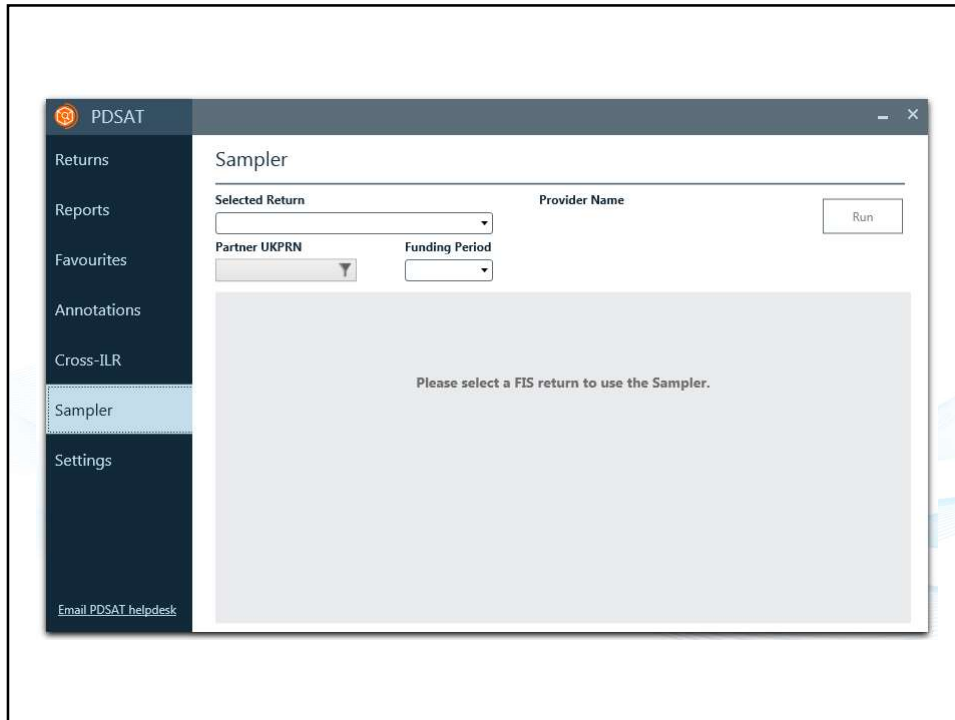 PDSAT
Returns
Reports
Favourites
Annotations
Cross-ILR
Sampler
Settings
Email PDSAT helpdesk
Sampler
Selected Return
Provider Name
Run
Partner UKPRN
Funding Period
Please select a FIS return to use the Sampler.